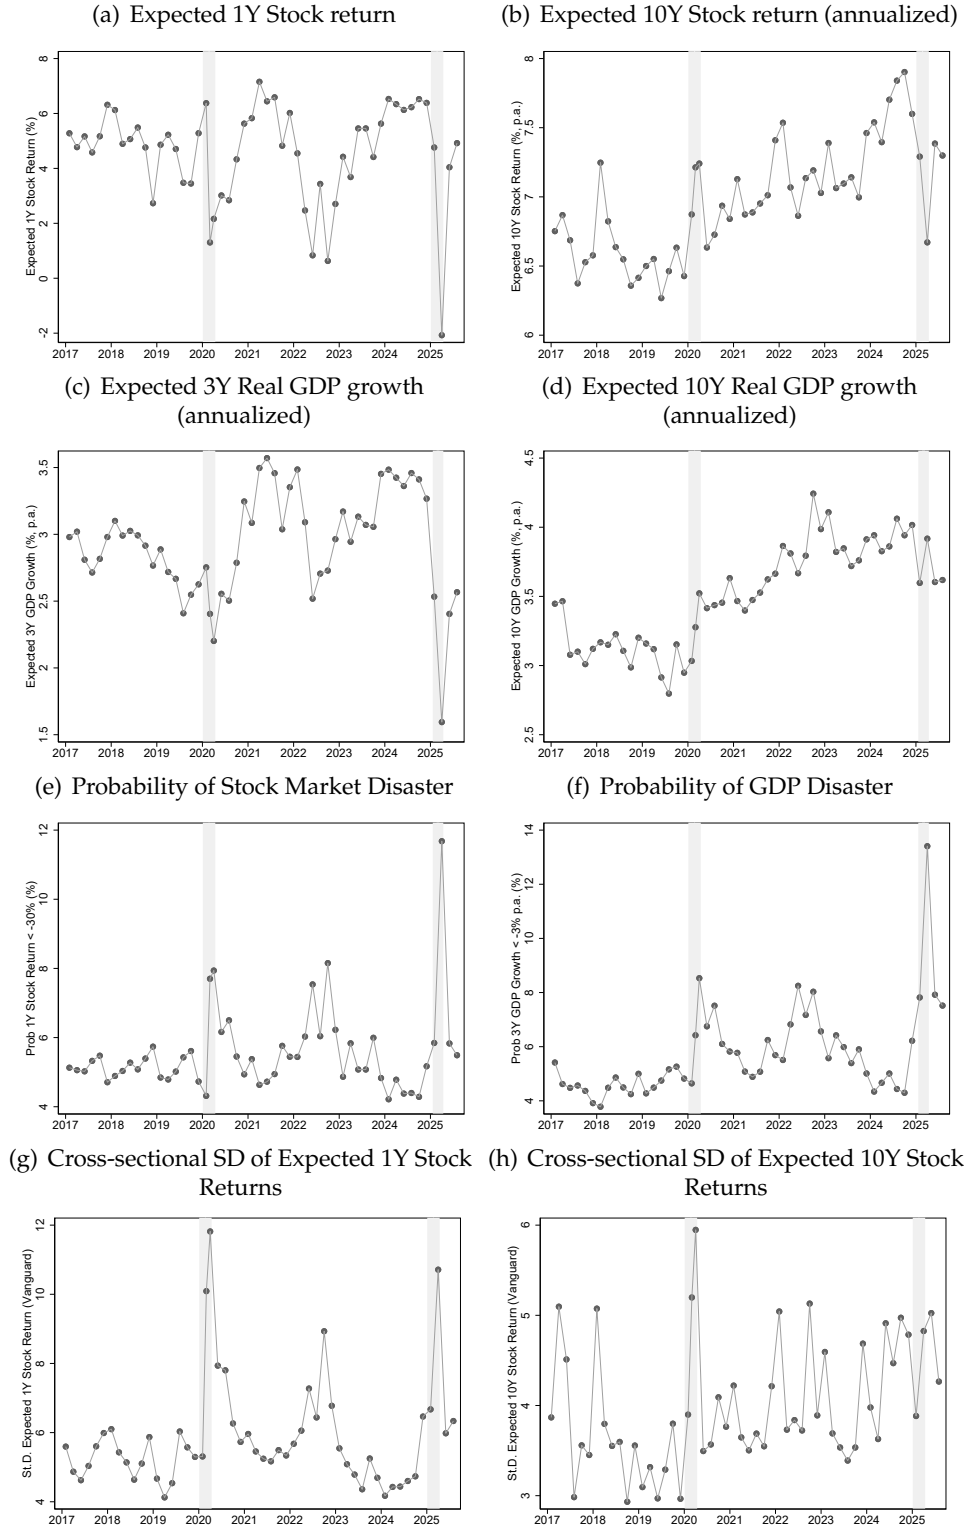 (a) Expected 1Y Stock return
Expected 1Y Stock Return (%)
8
6
4
2
0
-2
2017 2018 2019 2020 2021 2022 2023 2024 2025
(b) Expected 10Y Stock return (annualized)
Expected 10Y Stock Return (%, p.a.)
8
7.5
7
6.5
6
2017 2018 2019 2020 2021 2022 2023 2024 2025
(c) Expected 3Y Real GDP growth
(annualized)
Expected 3Y GDP Growth (%, p.a.)
3.5
3
2.5
2
1.5
2017 2018 2019 2020 2021 2022 2023 2024 2025
(d) Expected 10Y Real GDP growth
(annualized)
Expected 10Y GDP Growth (%, p.a.)
4.5
4
3.5
3
2.5
2017 2018 2019 2020 2021 2022 2023 2024 2025
(e) Probability of Stock Market Disaster
Prob 1Y Stock Return < -30% (%)
12
10
8
6
4
2017 2018 2019 2020 2021 2022 2023 2024 2025
(f) Probability of GDP Disaster
Prob 3Y GDP Growth < -3% p.a. (%)
14
12
10
8
6
4
2017 2018 2019 2020 2021 2022 2023 2024 2025
(g) Cross-sectional SD of Expected 1Y Stock
Returns
St.D. Expected 1Y Stock Return (Vanguard)
12
10
8
6
4
2017 2018 2019 2020 2021 2022 2023 2024 2025
(h) Cross-sectional SD of Expected 10Y Stock
Returns
St.D. Expected 10Y Stock Return (Vanguard)
6
5
4
3
2017 2018 2019 2020 2021 2022 2023 2024 2025